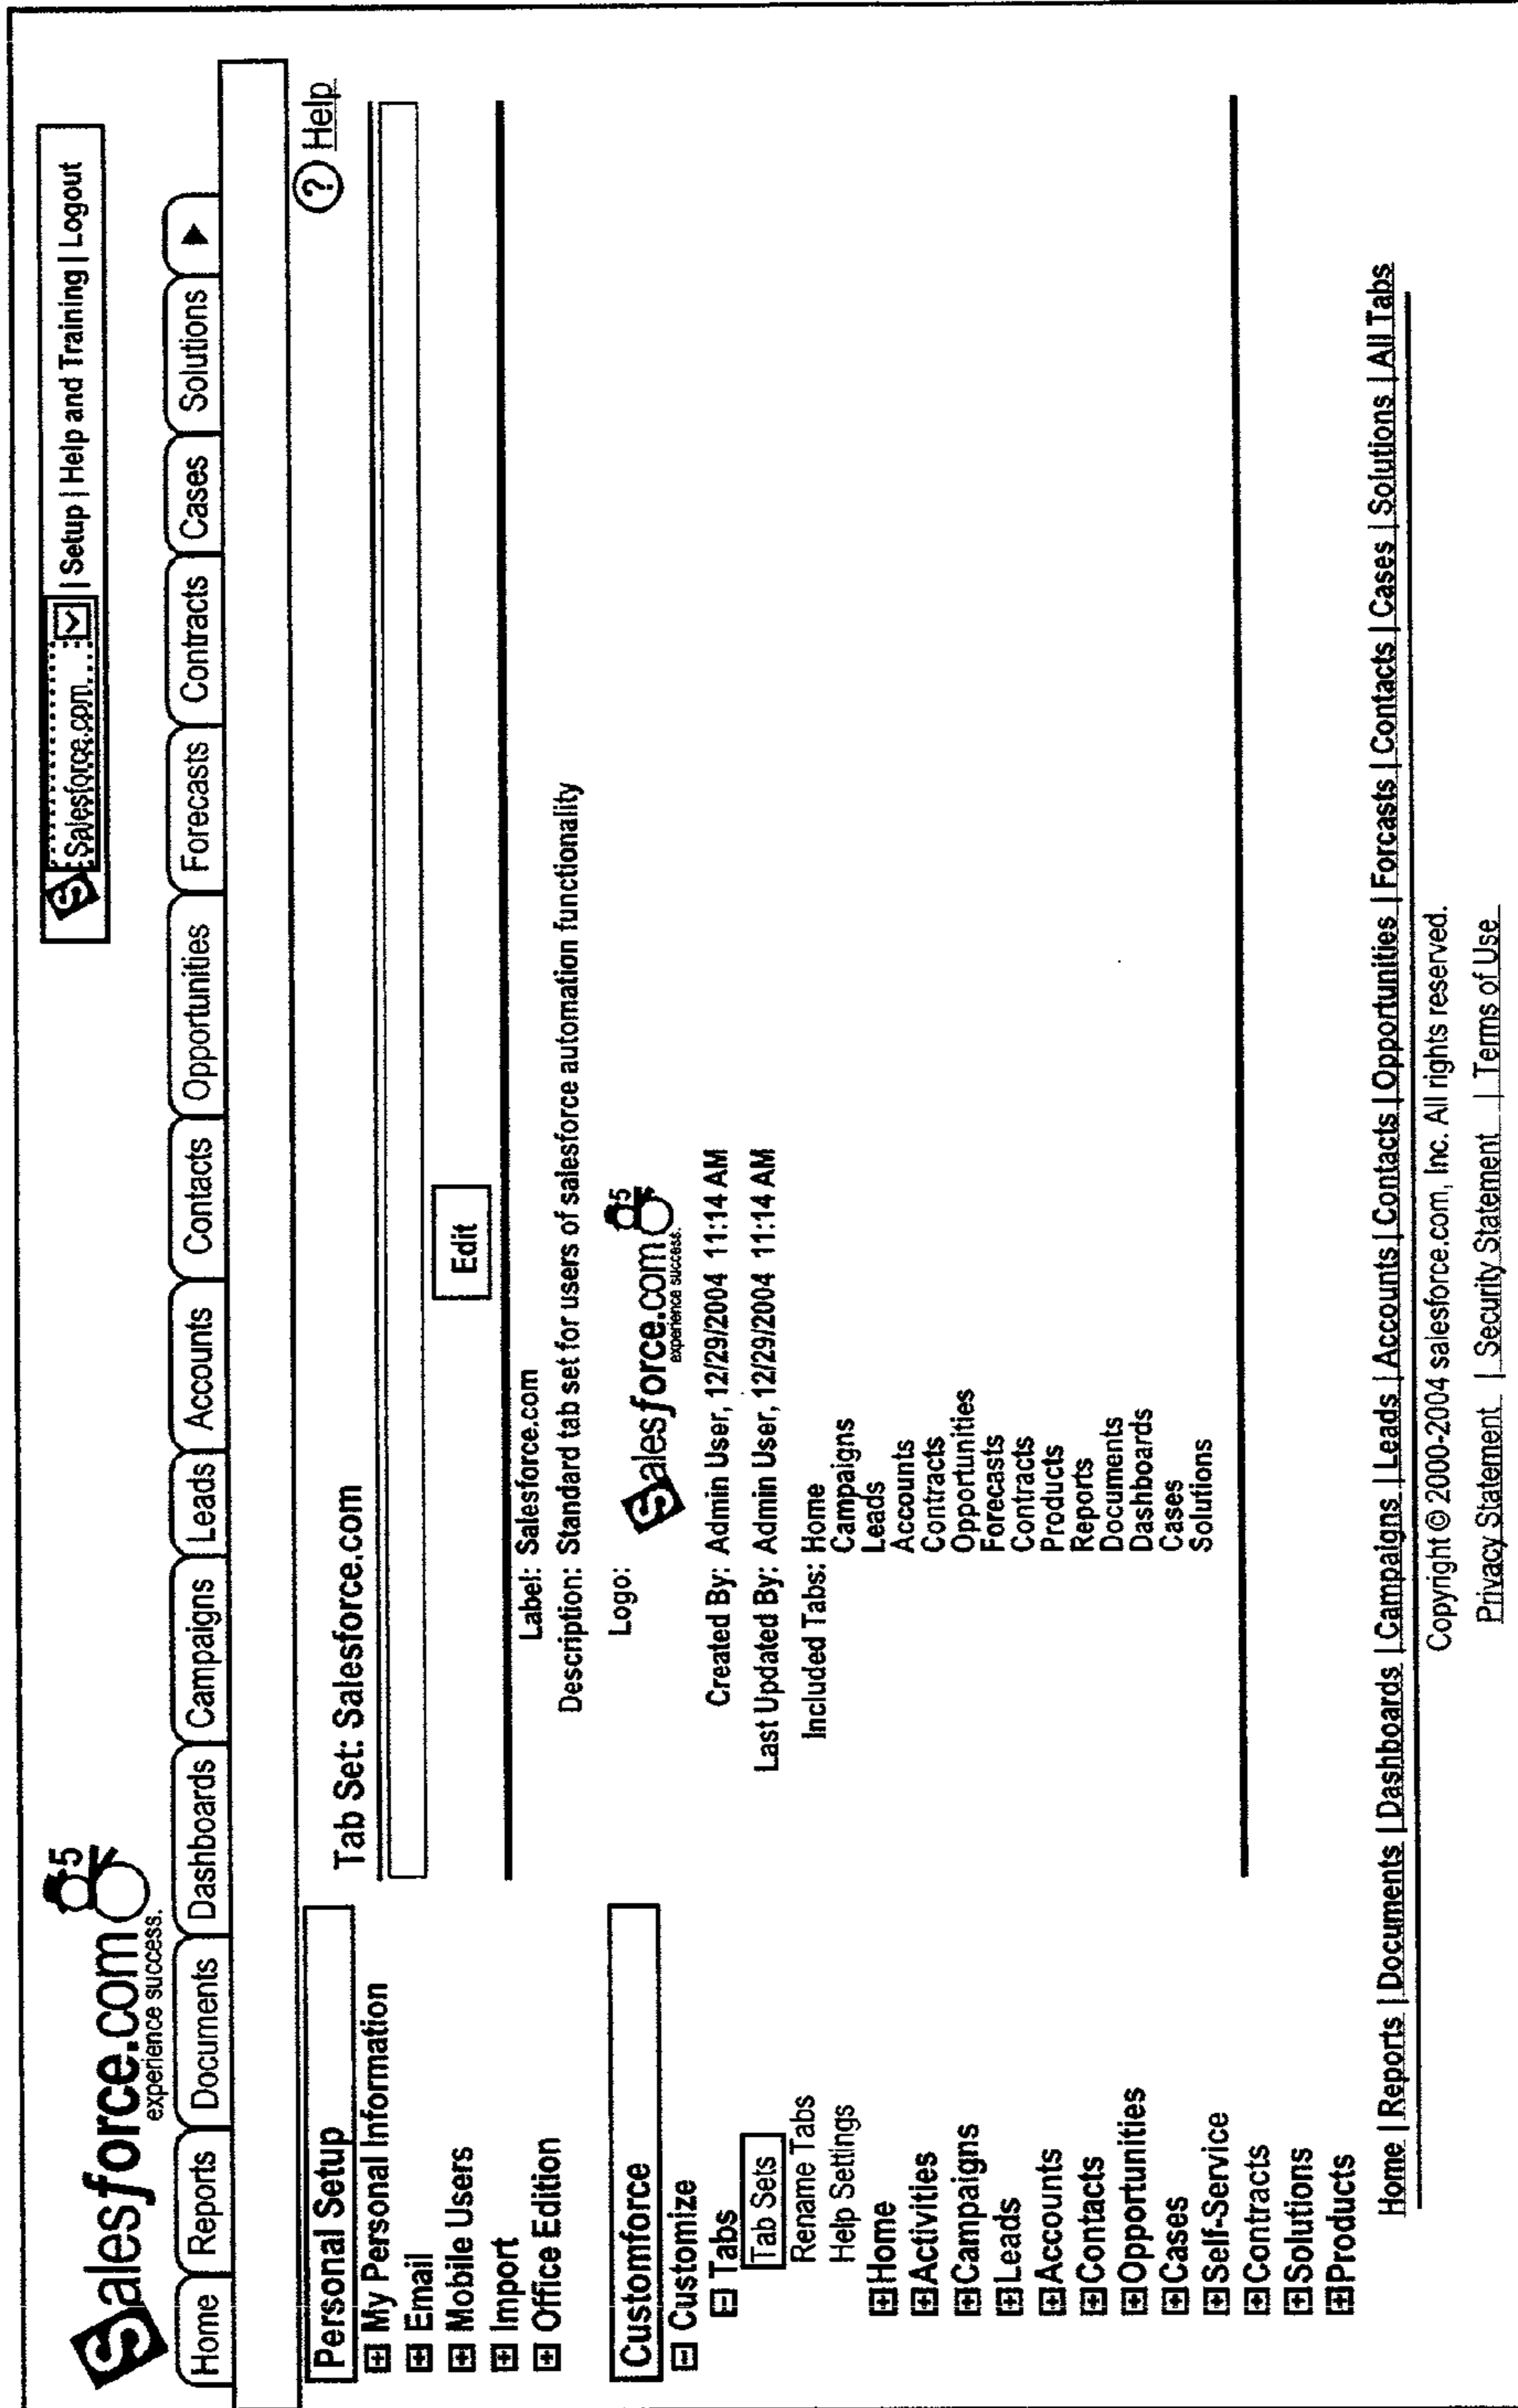 Salesforce.com | Setup | Help and Training | Logout
Salesforce.com 5
experience success.
Home Reports Documents Dashboards Campaigns Leads Accounts Contacts Opportunities Forecasts Contracts Cases Solutions
? Help
Personal Setup
My Personal Information
Email
Mobile Users
Import
Office Edition
Customforce
Customize
Tabs
Tab Sets
Rename Tabs
Help Settings
Home
Activities
Campaigns
Leads
Accounts
Contacts
Opportunities
Cases
Self-Service
Contracts
Solutions
Products
Tab Set: Salesforce.com
Edit
Label: Salesforce.com
Description: Standard tab set for users of salesforce automation functionality
Logo: Salesforce.com 5
experience success.
Created By: Admin User, 12/29/2004 11:14 AM
Last Updated By: Admin User, 12/29/2004 11:14 AM
Included Tabs: Home
Campaigns
Leads
Accounts
Contracts
Opportunities
Forecasts
Contracts
Products
Reports
Documents
Dashboards
Cases
Solutions
Home | Reports | Documents | Dashboards | Campaigns | Leads | Accounts | Contacts | Opportunities | Forcasts | Contacts | Cases | Solutions | All Tabs
Copyright © 2000-2004 salesforce.com, Inc. All rights reserved.
Privacy Statement | Security Statement | Terms of Use